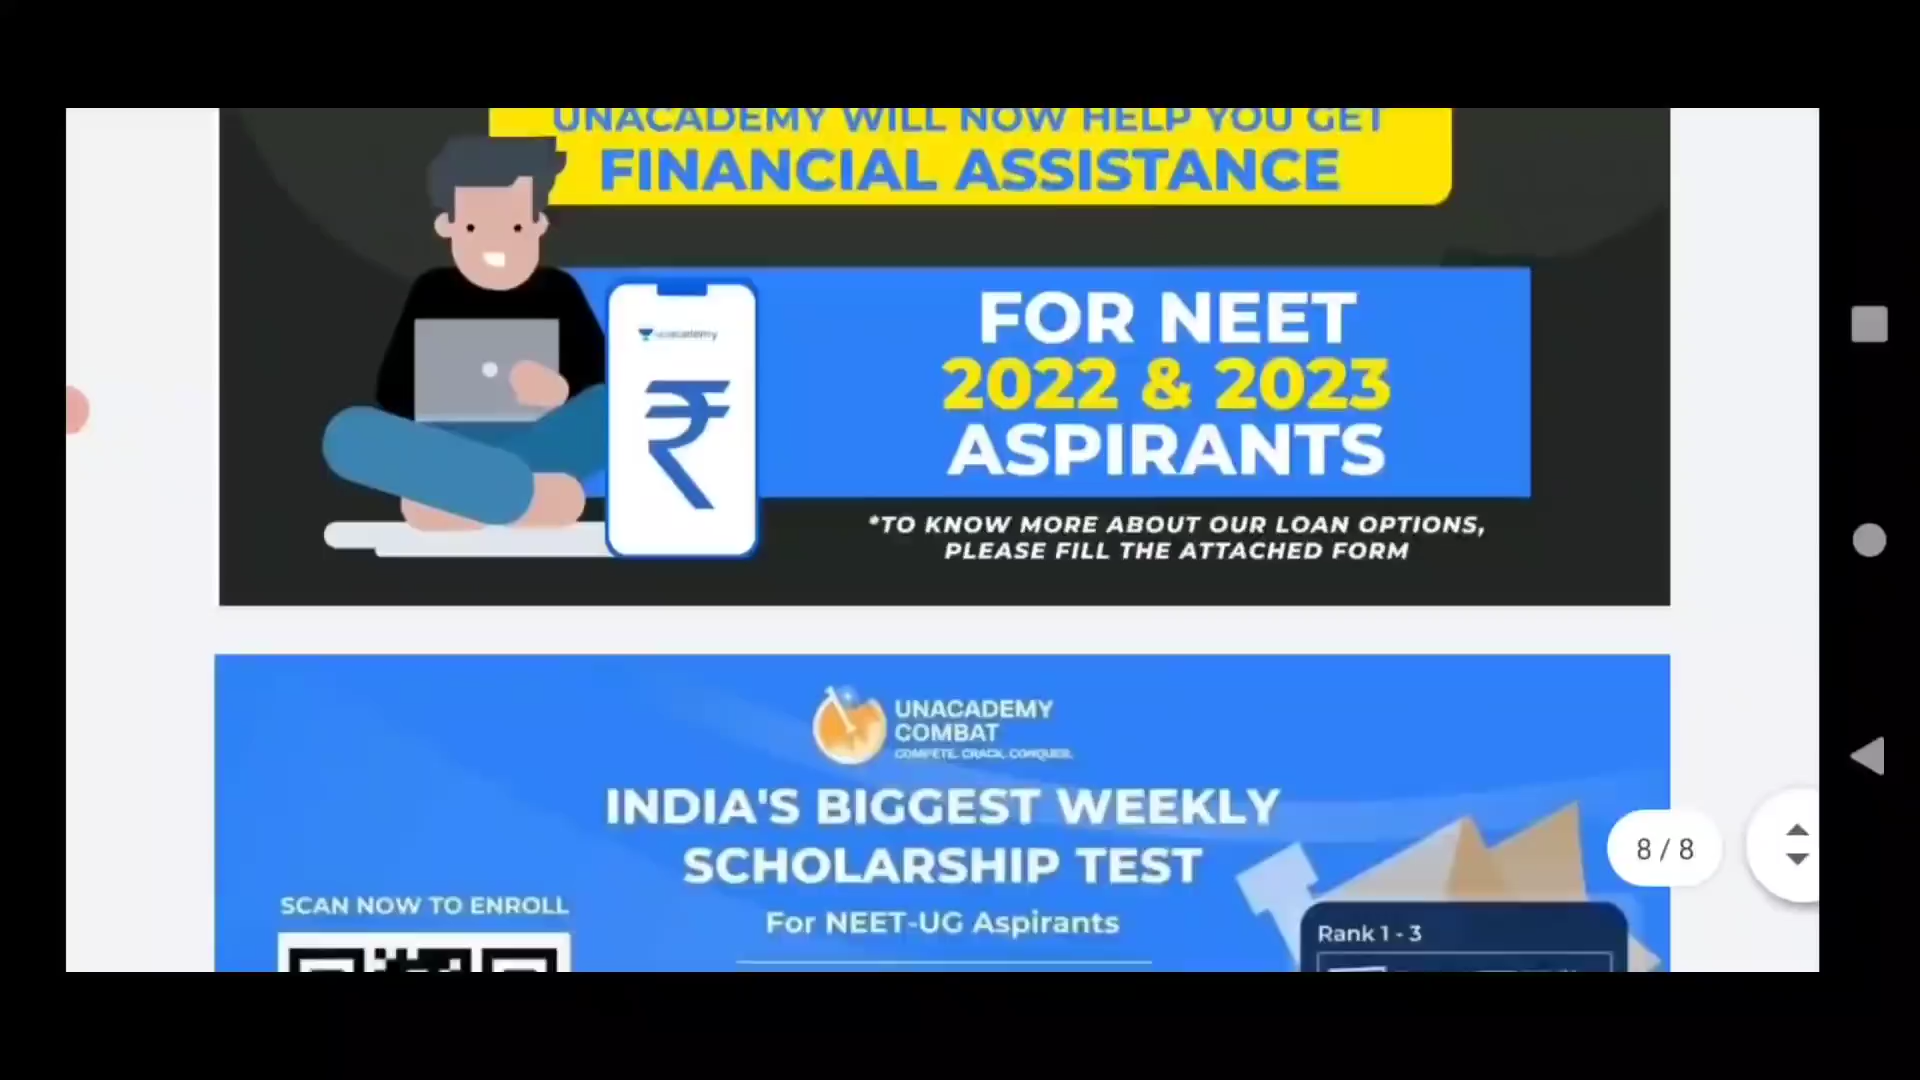 UNACADEMY WILL NOW HELP YOU GET
FINANCIAL ASSISTANCE
unacademy
₹
FOR NEET
2022 & 2023
ASPIRANTS
*TO KNOW MORE ABOUT OUR LOAN OPTIONS,
PLEASE FILL THE ATTACHED FORM
UNACADEMY
COMBAT
COMPETE. CRACK. CONQUER.
INDIA'S BIGGEST WEEKLY
SCHOLARSHIP TEST
For NEET-UG Aspirants
SCAN NOW TO ENROLL
Rank 1 - 3
8 / 8